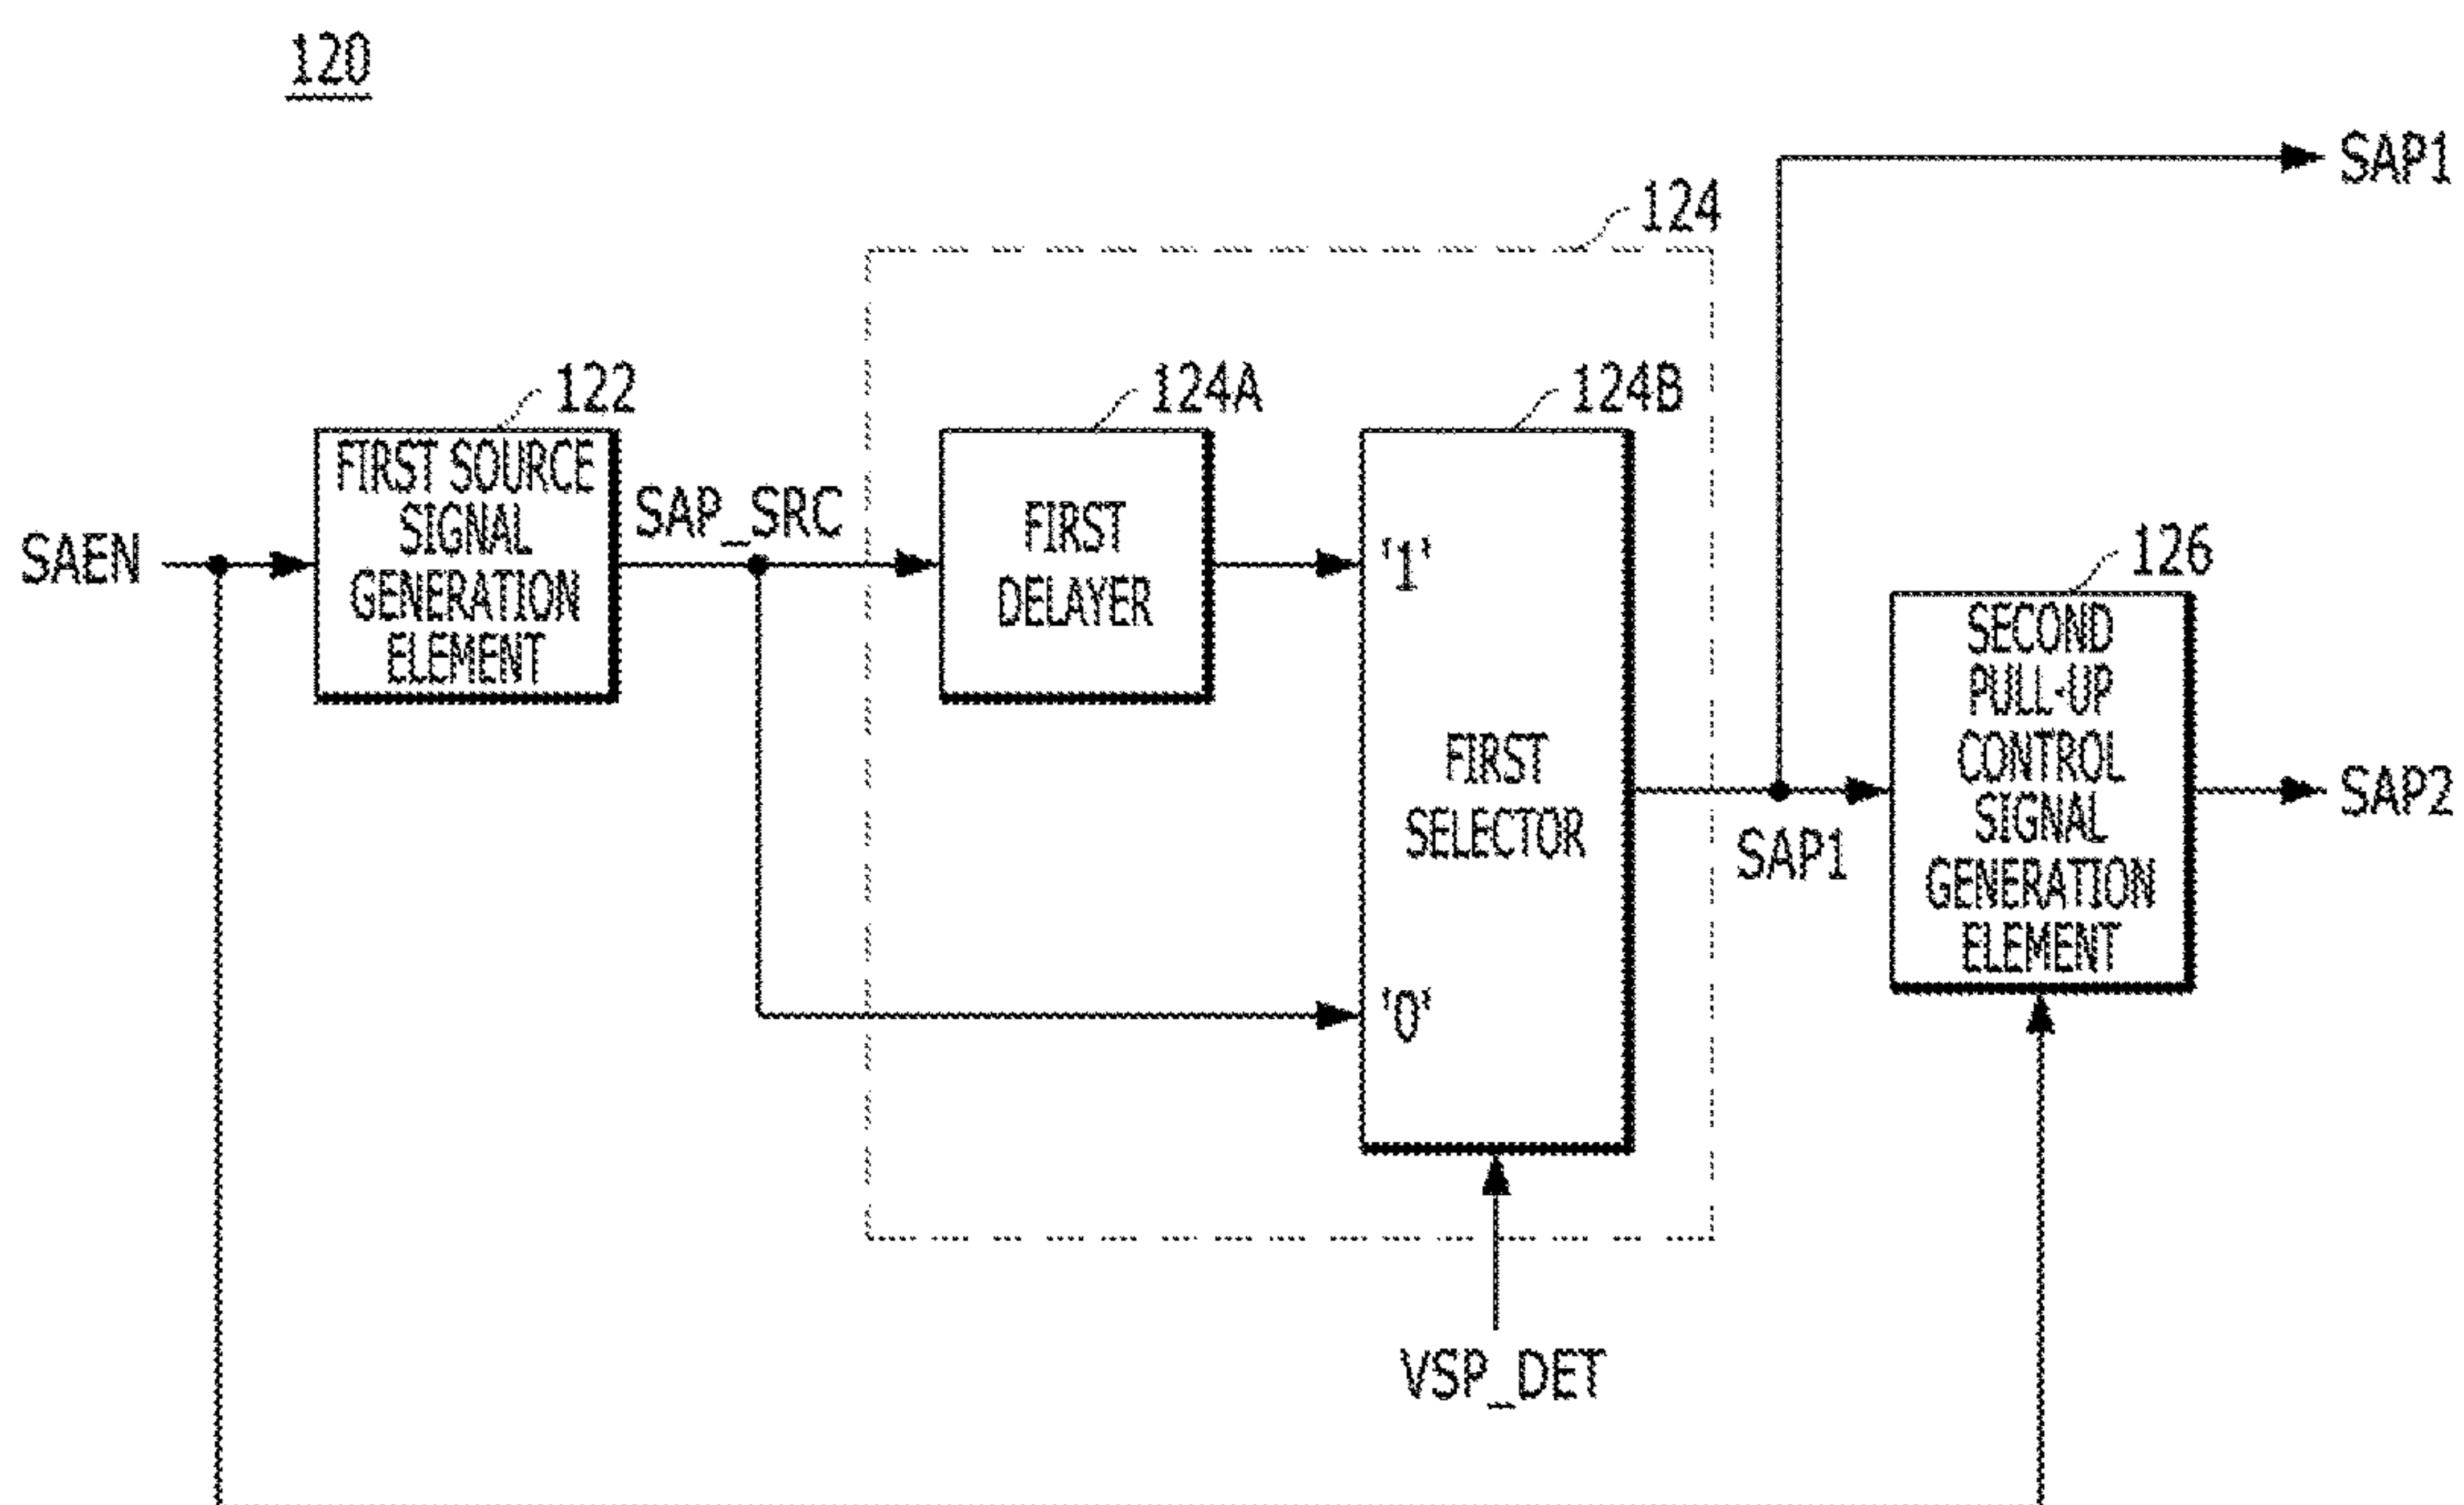 120
SAP1
124
122
124A
124B
FIRST SOURCE
SIGNAL
GENERATION
ELEMENT
SAP_SRC
FIRST
DELAYER
'1'
SAEN
126
SECOND
PULL-UP
CONTROL
SIGNAL
GENERATION
ELEMENT
FIRST
SELECTOR
SAP1
SAP2
'0'
VSP_DET